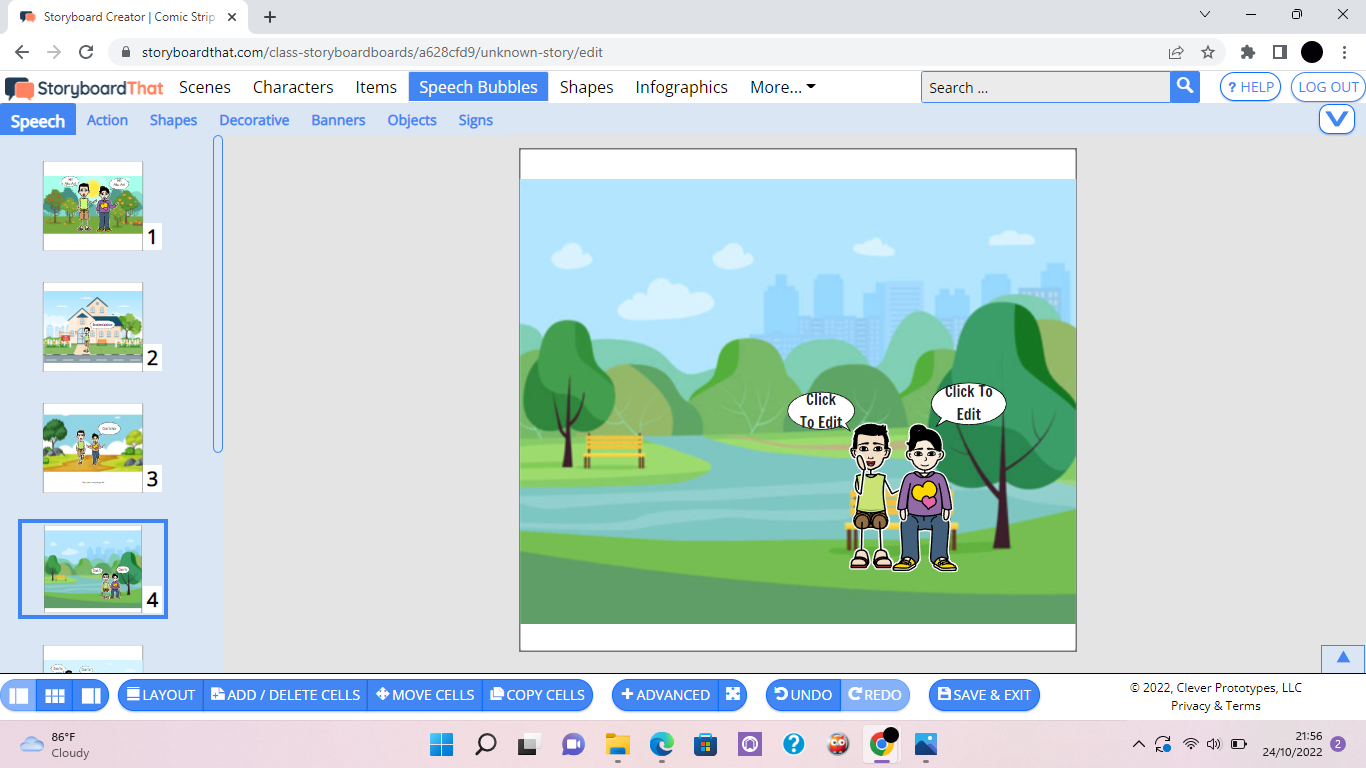 Storyboard Creator | Comic Strip
storyboardthat.com/class-storyboardboards/a628cfd9/unknown-story/edit
StoryboardThat Scenes Characters Items Speech Bubbles Shapes Infographics More... Search ... ? HELP LOG OUT
Speech Action Shapes Decorative Banners Objects Signs
1
2
3
4
Click
To Edit
Click To
Edit
LAYOUT ADD / DELETE CELLS MOVE CELLS COPY CELLS ADVANCED UNDO REDO SAVE & EXIT
© 2022, Clever Prototypes, LLC
Privacy & Terms
86°F
Cloudy
21:56
24/10/2022
2